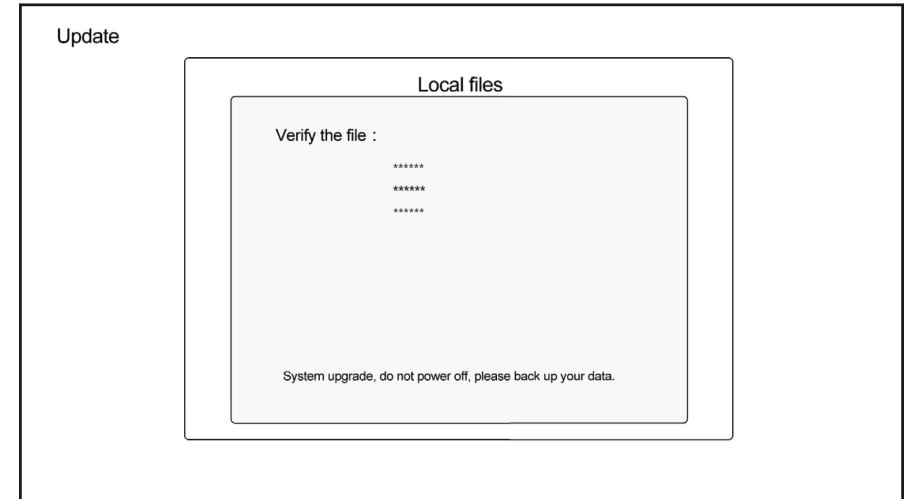 Update
Local files
Verify the file：
******
******
******
System upgrade, do not power off, please back up your data.